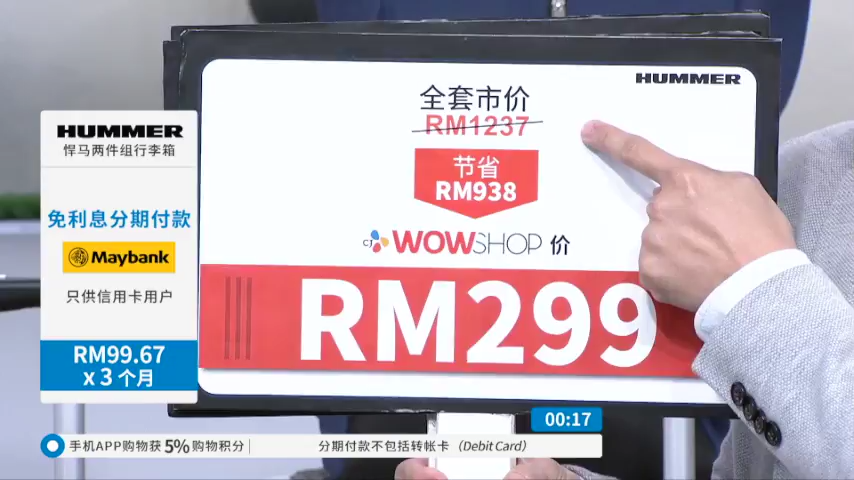 HUMMER
全套市价
RM1237
节省
RM938
CJ WOWSHOP 价
RM299
HUMMER
悍马两件组行李箱
免利息分期付款
Maybank
只供信用卡用户
RM99.67
x 3 个月
00:17
手机APP购物获 5% 购物积分
分期付款不包括转帐卡 (Debit Card)